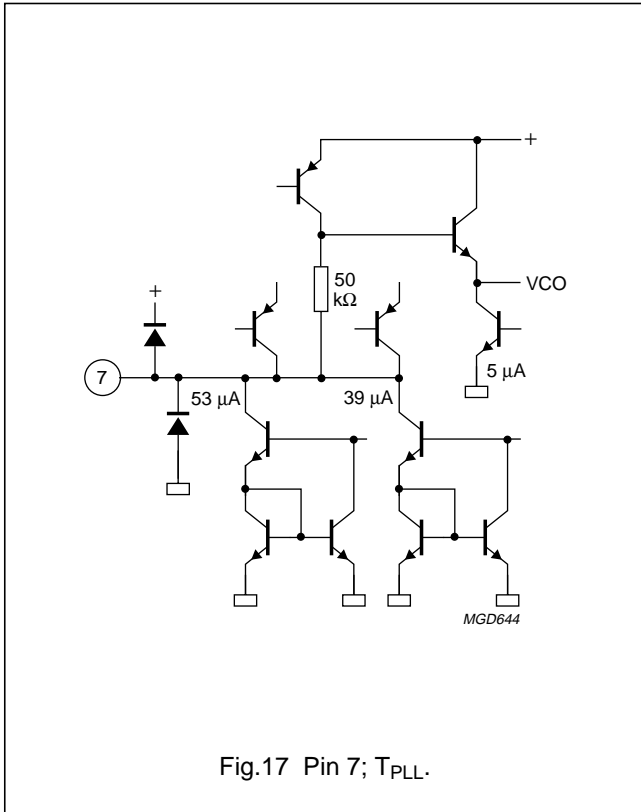 +
50
kΩ
+
VCO
7
53 µA
39 µA
5 µA
MGD644
Fig.17 Pin 7; TPLL.